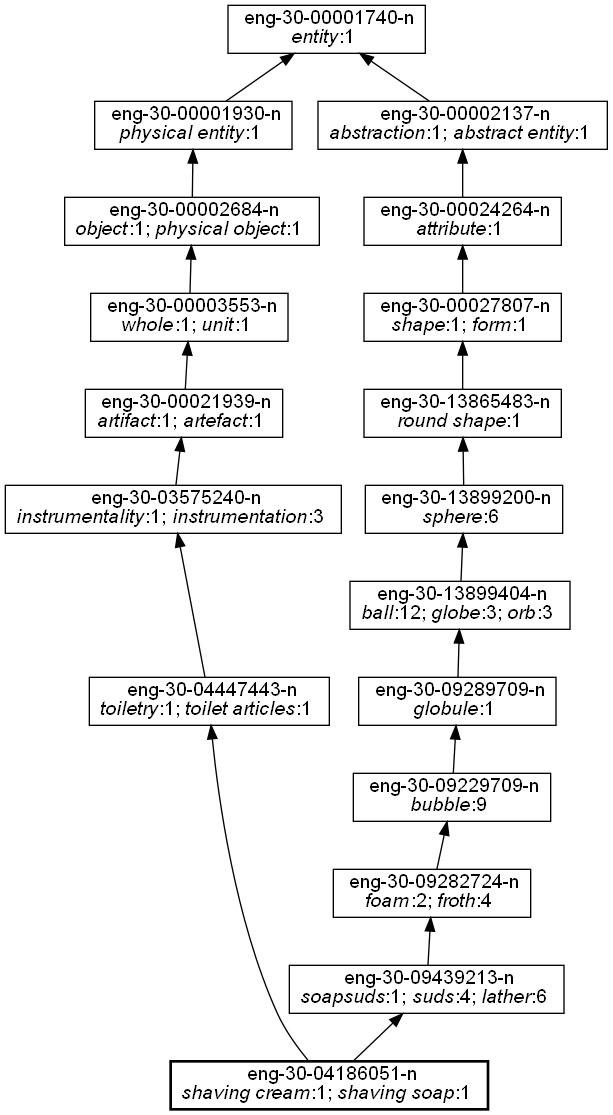 eng-30-00001740-n
entity:1
eng-30-00001930-n
physical entity:1
eng-30-00002137-n
abstraction:1; abstract entity:1
eng-30-00002684-n
object:1; physical object:1
eng-30-00024264-n
attribute:1
eng-30-00003553-n
whole:1; unit:1
eng-30-00027807-n
shape:1; form:1
eng-30-00021939-n
artifact:1; artefact:1
eng-30-13865483-n
round shape:1
eng-30-03575240-n
instrumentality:1; instrumentation:3
eng-30-13899200-n
sphere:6
eng-30-13899404-n
ball:12; globe:3; orb:3
eng-30-04447443-n
toiletry:1; toilet articles:1
eng-30-09289709-n
globule:1
eng-30-09229709-n
bubble:9
eng-30-09282724-n
foam:2; froth:4
eng-30-09439213-n
soapsuds:1; suds:4; lather:6
eng-30-04186051-n
shaving cream:1; shaving soap:1